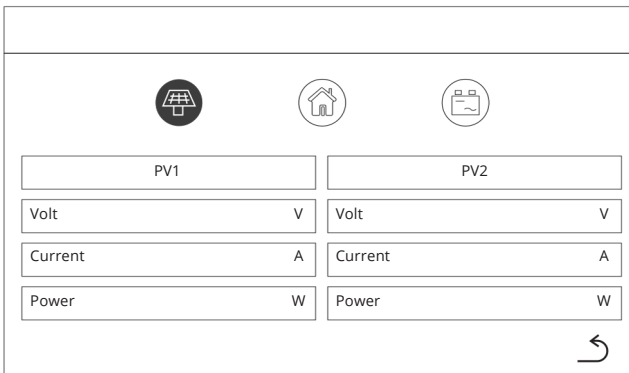 PV1 PV2
Volt V Volt V
Current A Current A
Power W Power W